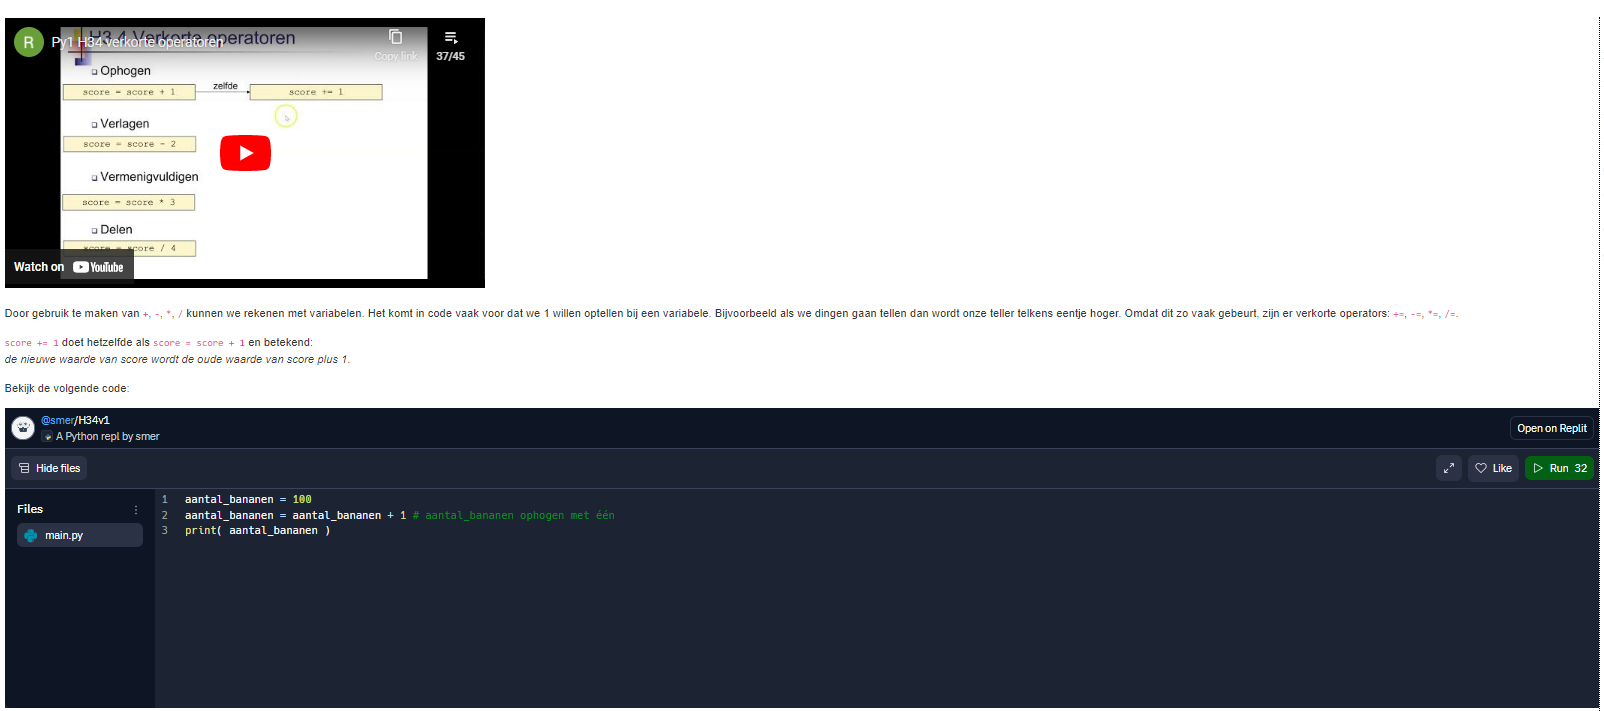 R
Py1 H34 verkorte operatoren
H3.4 Verkorte operatoren
Copy link
37/45
Ophogen
score = score + 1
zelfde
score += 1
Verlagen
score = score - 2
Vermenigvuldigen
score = score * 3
Delen
score = score / 4
Watch on YouTube
Door gebruik te maken van +, -, *, / kunnen we rekenen met variabelen. Het komt in code vaak voor dat we 1 willen optellen bij een variabele. Bijvoorbeeld als we dingen gaan tellen dan wordt onze teller telkens eentje hoger. Omdat dit zo vaak gebeurt, zijn er verkorte operators: +=, -=, *=, /=.
score += 1 doet hetzelfde als score = score + 1 en betekend:
de nieuwe waarde van score wordt de oude waarde van score plus 1.
Bekijk de volgende code:
@smer/H34v1
A Python repl by smer
Open on Replit
Hide files
Like
Run 32
Files
main.py
1 aantal_bananen = 100
2 aantal_bananen = aantal_bananen + 1 # aantal_bananen ophogen met één
3 print( aantal_bananen )